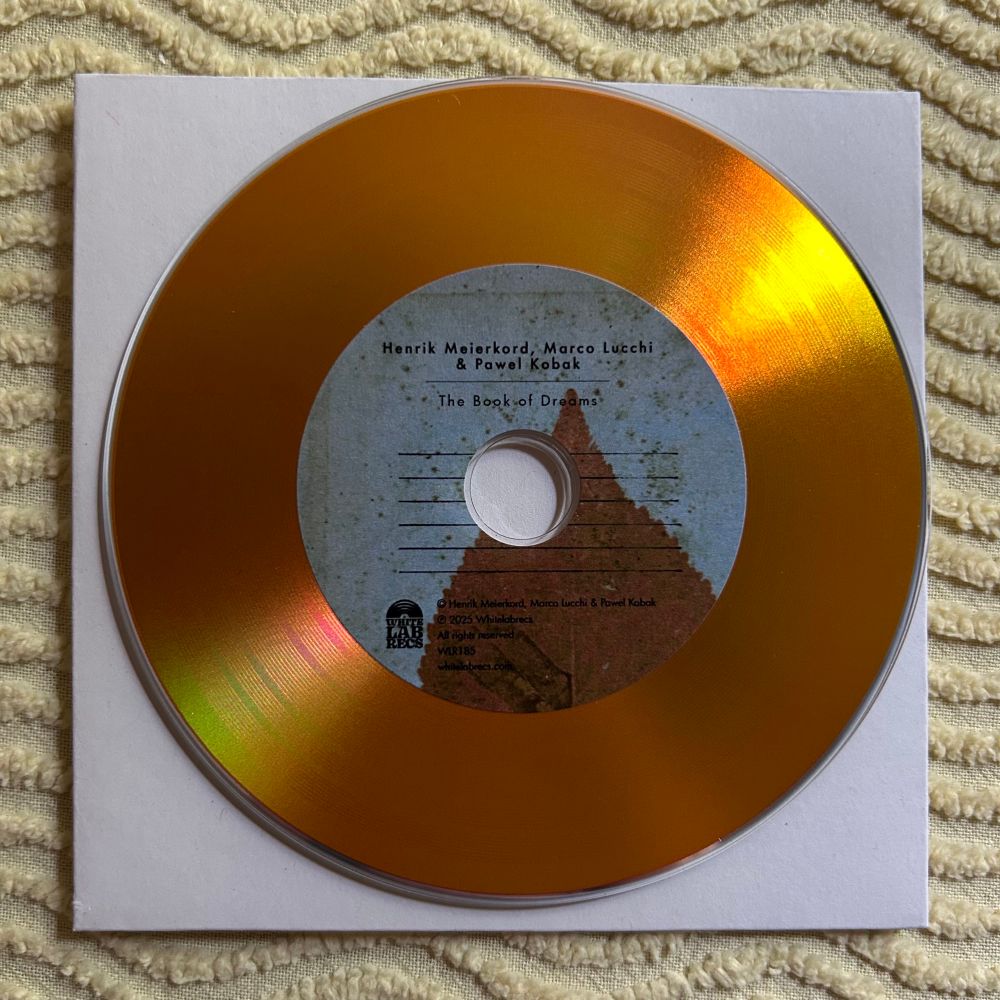 Henrik Meierkord, Marco Lucchi
& Pawel Kobak
The Book of Dreams
WHITE
LAB
RECS
© Henrik Meierkord, Marco Lucchi & Pawel Kobak
℗ 2025 Whitelabrecs
All rights reserved
WLR185
whitelabrecs.com